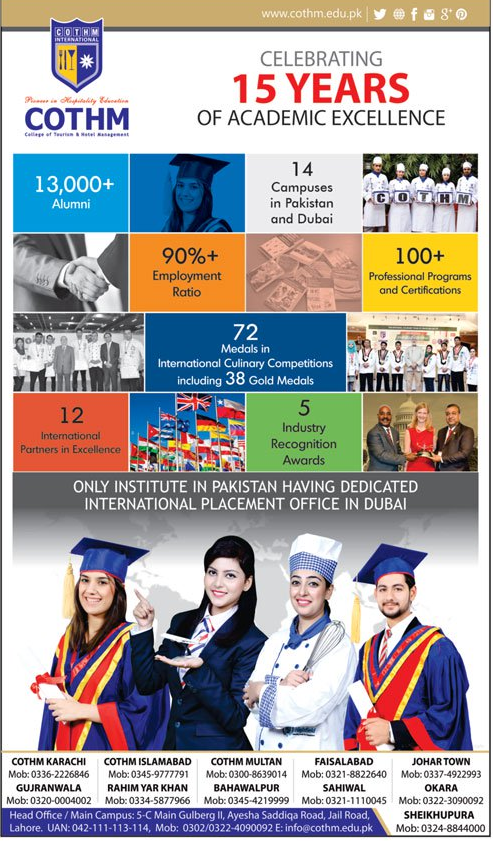 www.cothm.edu.pk
COTHM
INTERNATIONAL
Pioneer in Hospitality Education
COTHM
College of Tourism & Hotel Management
CELEBRATING
15 YEARS
OF ACADEMIC EXCELLENCE
13,000+
Alumni
14
Campuses
in Pakistan
and Dubai
COTHM
90%+
Employment
Ratio
100+
Professional Programs
and Certifications
72
Medals in
International Culinary Competitions
including 38 Gold Medals
12
International
Partners in Excellence
5
Industry
Recognition
Awards
ONLY INSTITUTE IN PAKISTAN HAVING DEDICATED
INTERNATIONAL PLACEMENT OFFICE IN DUBAI
COTHM KARACHI COTHM ISLAMABAD COTHM MULTAN FAISALABAD JOHAR TOWN
Mob: 0336-2226846 Mob: 0345-9777791 Mob: 0300-8639014 Mob: 0321-8822640 Mob: 0337-4922993
GUJRANWALA RAHIM YAR KHAN BAHAWALPUR SAHIWAL OKARA
Mob: 0320-0004002 Mob: 0334-5877966 Mob: 0345-4219999 Mob: 0321-1110045 Mob: 0322-3090092
Head Office / Main Campus: 5-C Main Gulberg II, Ayesha Saddiqa Road, Jail Road,
Lahore. UAN: 042-111-113-114, Mob: 0302/0322-4090092 E: info@cothm.edu.pk
SHEIKHUPURA
Mob: 0324-8844000